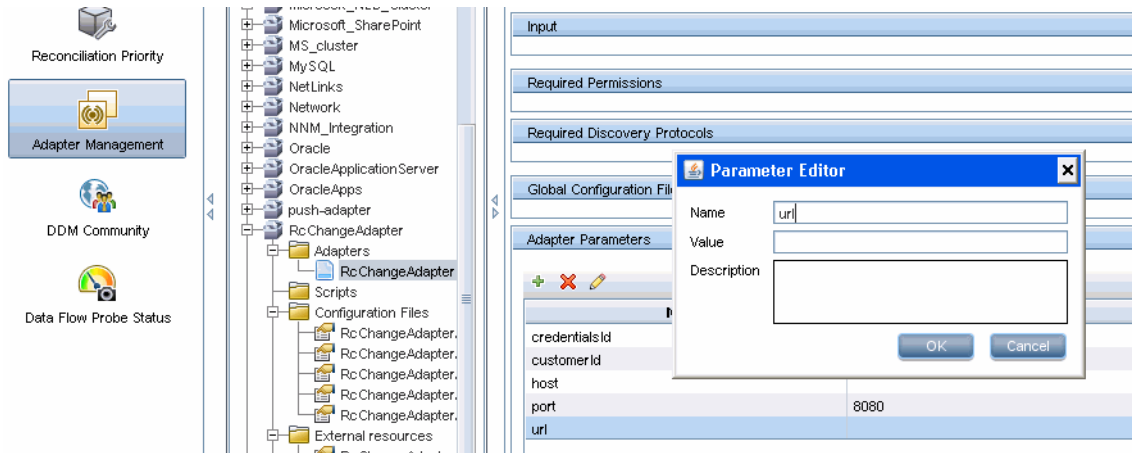 Reconciliation Priority
Adapter Management
DDM Community
Data Flow Probe Status
Microsoft_SharePoint
MS_cluster
MySQL
NetLinks
Network
NNM_Integration
Oracle
OracleApplicationServer
OracleApps
push-adapter
RcChangeAdapter
Adapters
RcChangeAdapter
Scripts
Configuration Files
RcChangeAdapter.
RcChangeAdapter.
RcChangeAdapter.
RcChangeAdapter.
RcChangeAdapter.
External resources
Input
Required Permissions
Required Discovery Protocols
Global Configuration Fil
Adapter Parameters
credentialsId
customerId
host
port 8080
url
Parameter Editor
Name url
Value
Description
OK Cancel